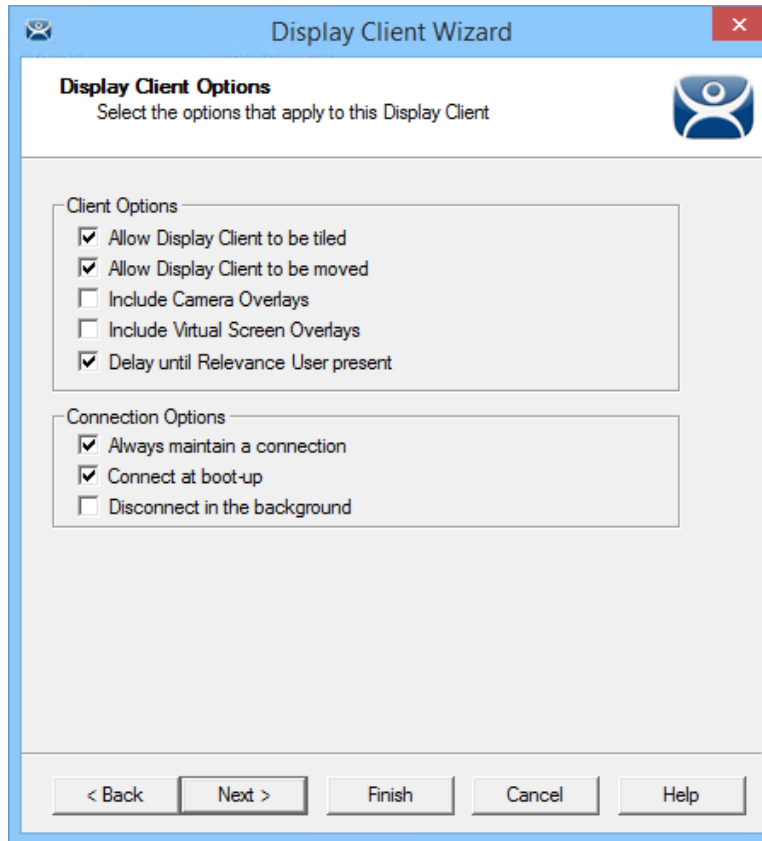 Display Client Wizard
Display Client Options
Select the options that apply to this Display Client
Client Options
Allow Display Client to be tiled
Allow Display Client to be moved
Include Camera Overlays
Include Virtual Screen Overlays
Delay until Relevance User present
Connection Options
Always maintain a connection
Connect at boot-up
Disconnect in the background
< Back Next > Finish Cancel Help